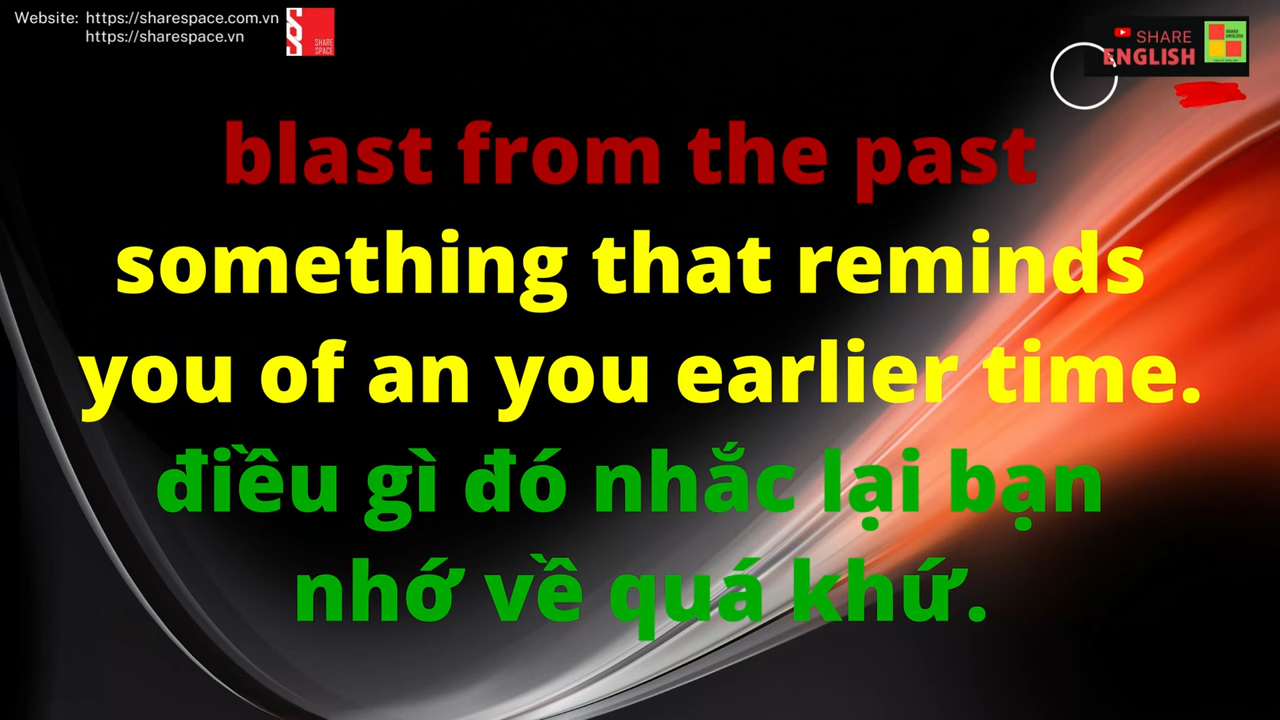 Website: https://sharespace.com.vn
https://sharespace.vn
SHARE
SPACE
SHARE
ENGLISH
blast from the past
something that reminds
you of an you earlier time.
điều gì đó nhắc lại bạn
nhớ về quá khứ.